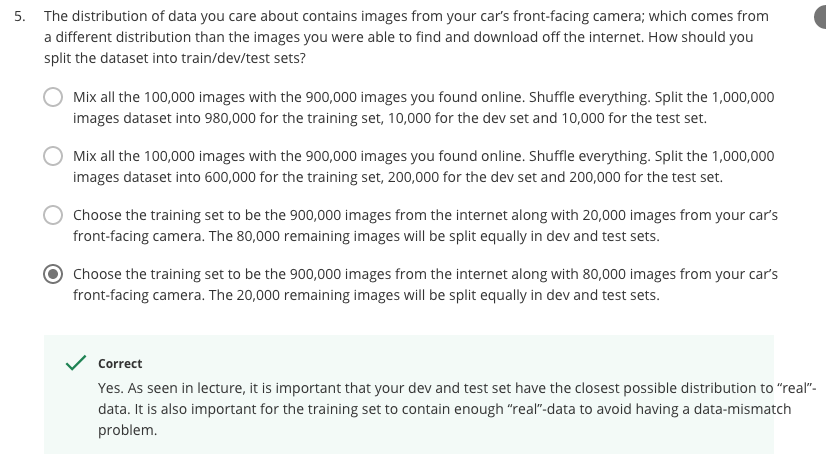 5. The distribution of data you care about contains images from your car's front-facing camera; which comes from
a different distribution than the images you were able to find and download off the internet. How should you
split the dataset into train/dev/test sets?
Mix all the 100,000 images with the 900,000 images you found online. Shuffle everything. Split the 1,000,000
images dataset into 980,000 for the training set, 10,000 for the dev set and 10,000 for the test set.
Mix all the 100,000 images with the 900,000 images you found online. Shuffle everything. Split the 1,000,000
images dataset into 600,000 for the training set, 200,000 for the dev set and 200,000 for the test set.
Choose the training set to be the 900,000 images from the internet along with 20,000 images from your car's
front-facing camera. The 80,000 remaining images will be split equally in dev and test sets.
Choose the training set to be the 900,000 images from the internet along with 80,000 images from your car's
front-facing camera. The 20,000 remaining images will be split equally in dev and test sets.
Correct
Yes. As seen in lecture, it is important that your dev and test set have the closest possible distribution to “real”-
data. It is also important for the training set to contain enough “real”-data to avoid having a data-mismatch
problem.